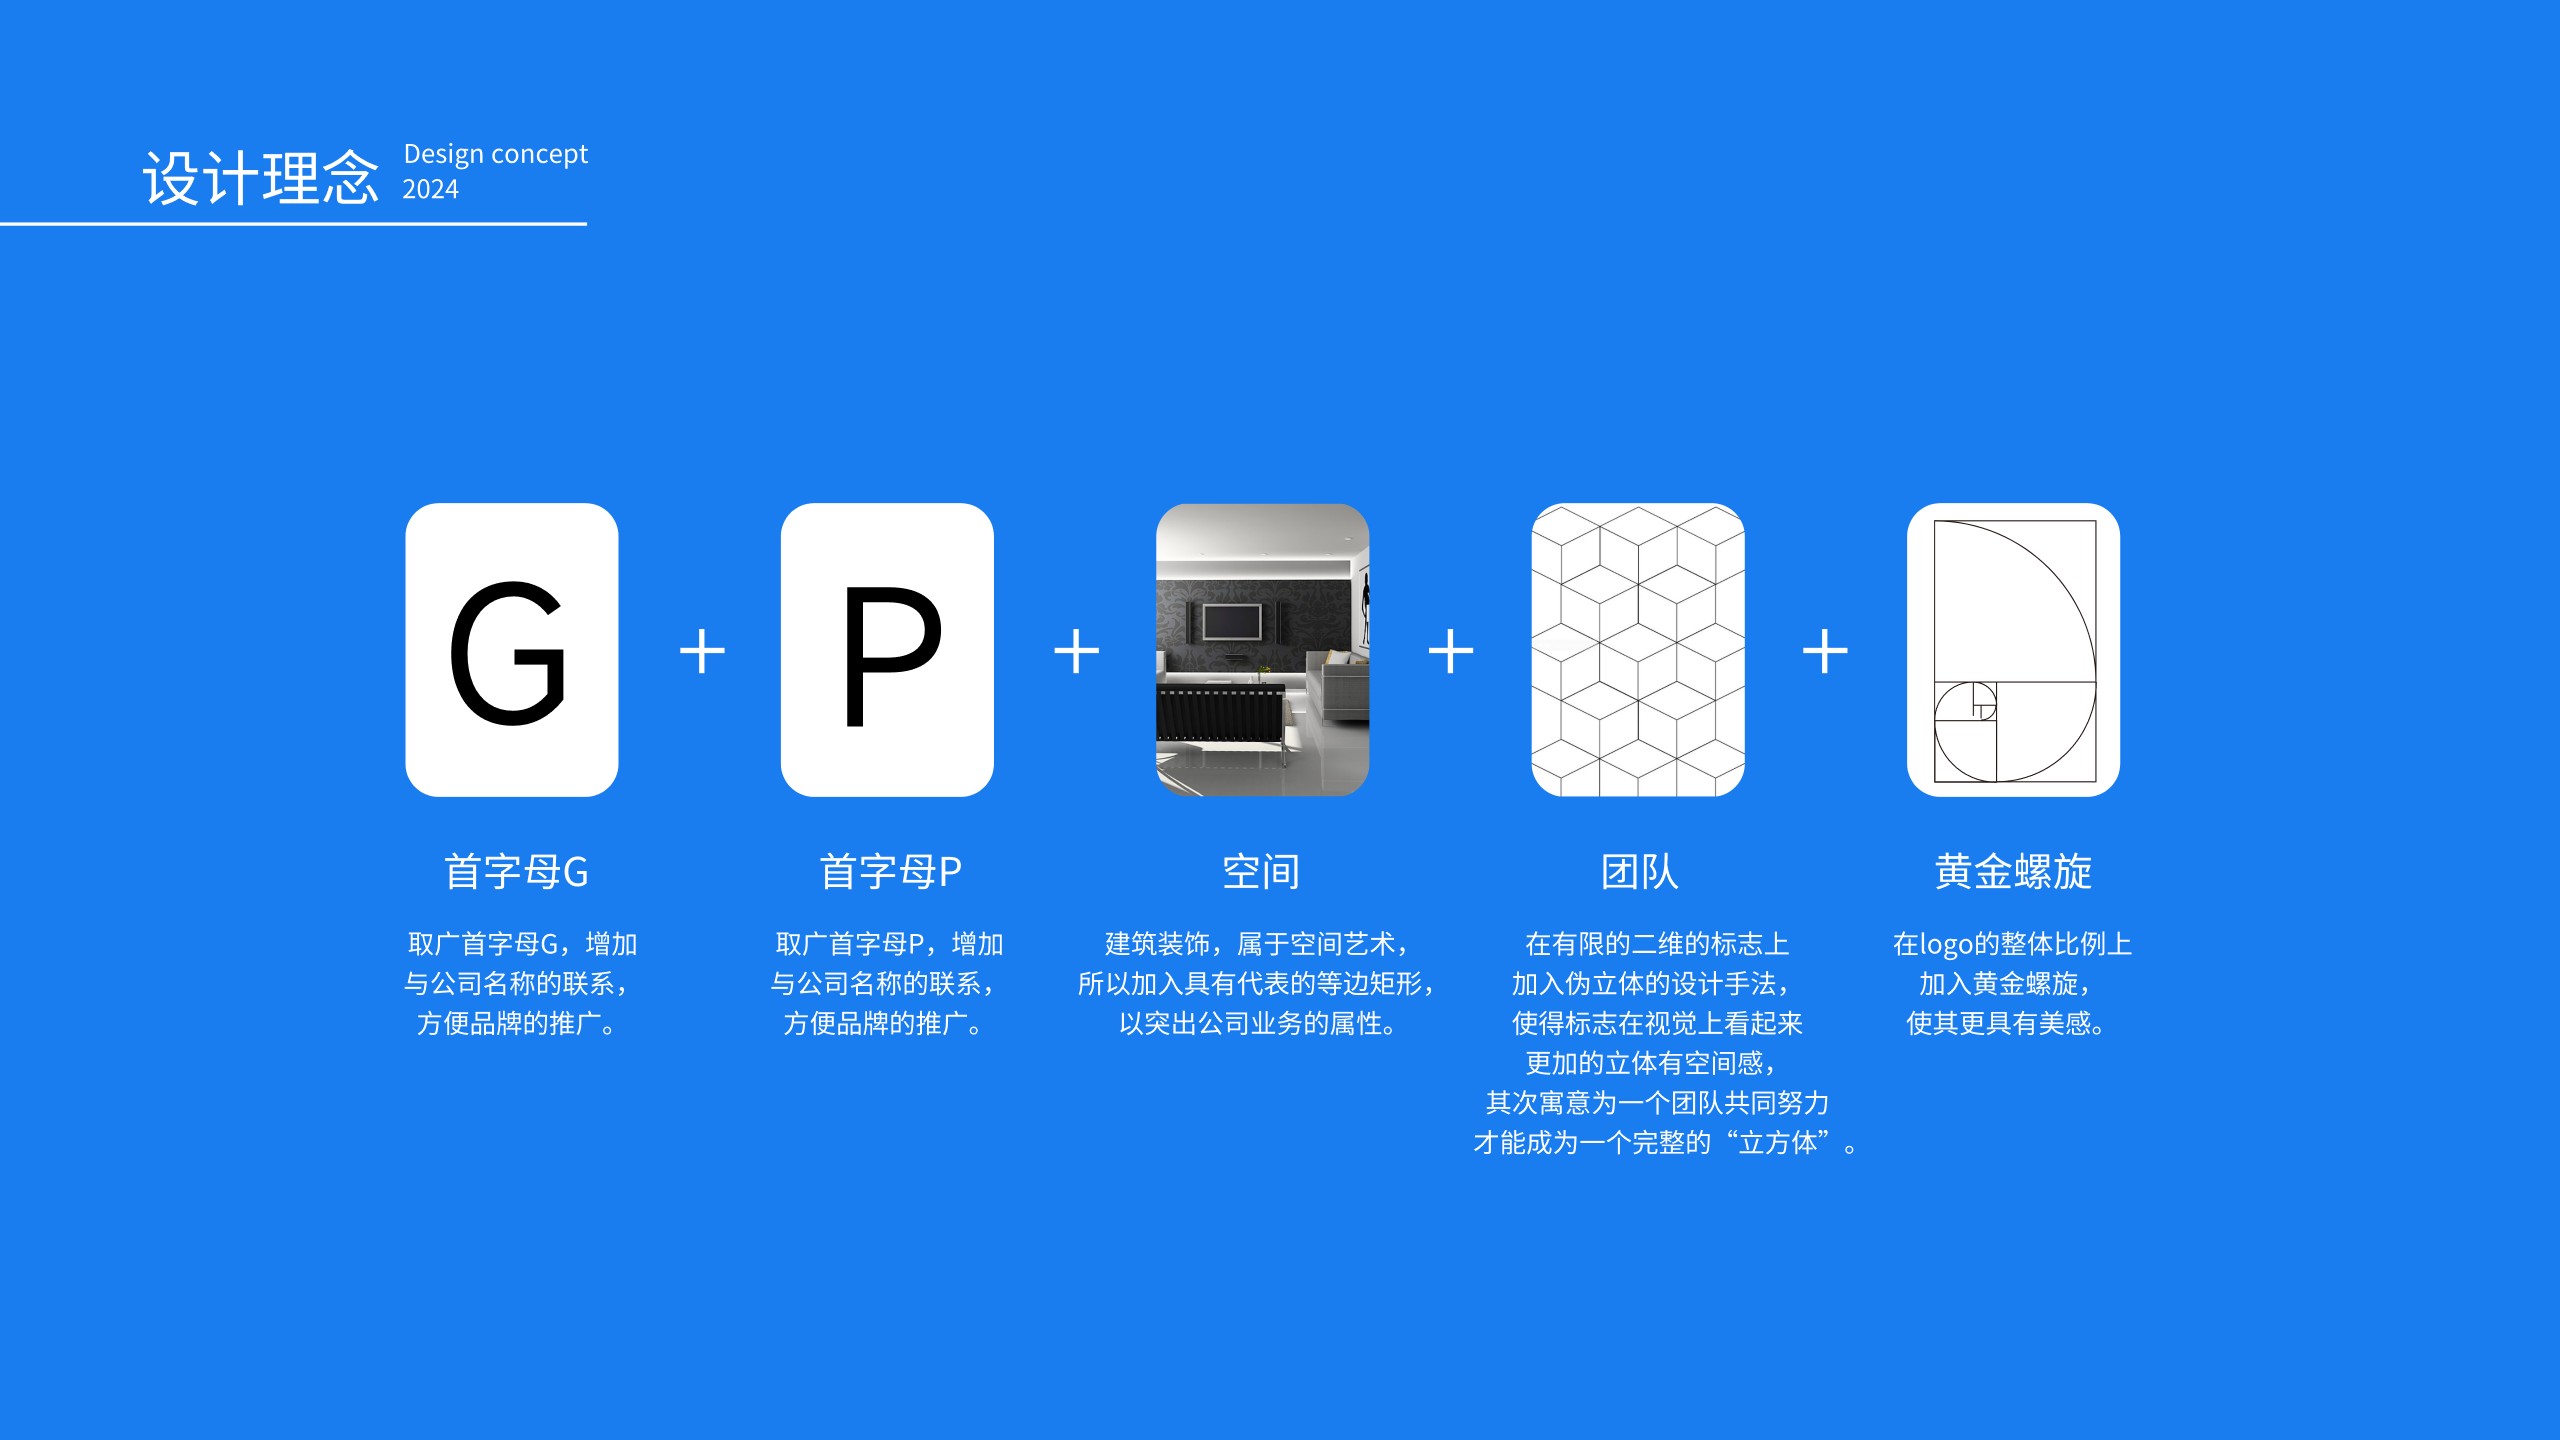 设计理念
Design concept
2024
G
+
P
+
+
+
首字母G
取广首字母G，增加
与公司名称的联系，
方便品牌的推广。
首字母P
取广首字母P，增加
与公司名称的联系，
方便品牌的推广。
空间
建筑装饰，属于空间艺术，
所以加入具有代表的等边矩形，
以突出公司业务的属性。
团队
在有限的二维的标志上
加入伪立体的设计手法，
使得标志在视觉上看起来
更加的立体有空间感，
其次寓意为一个团队共同努力
才能成为一个完整的“立方体”。
黄金螺旋
在logo的整体比例上
加入黄金螺旋，
使其更具有美感。